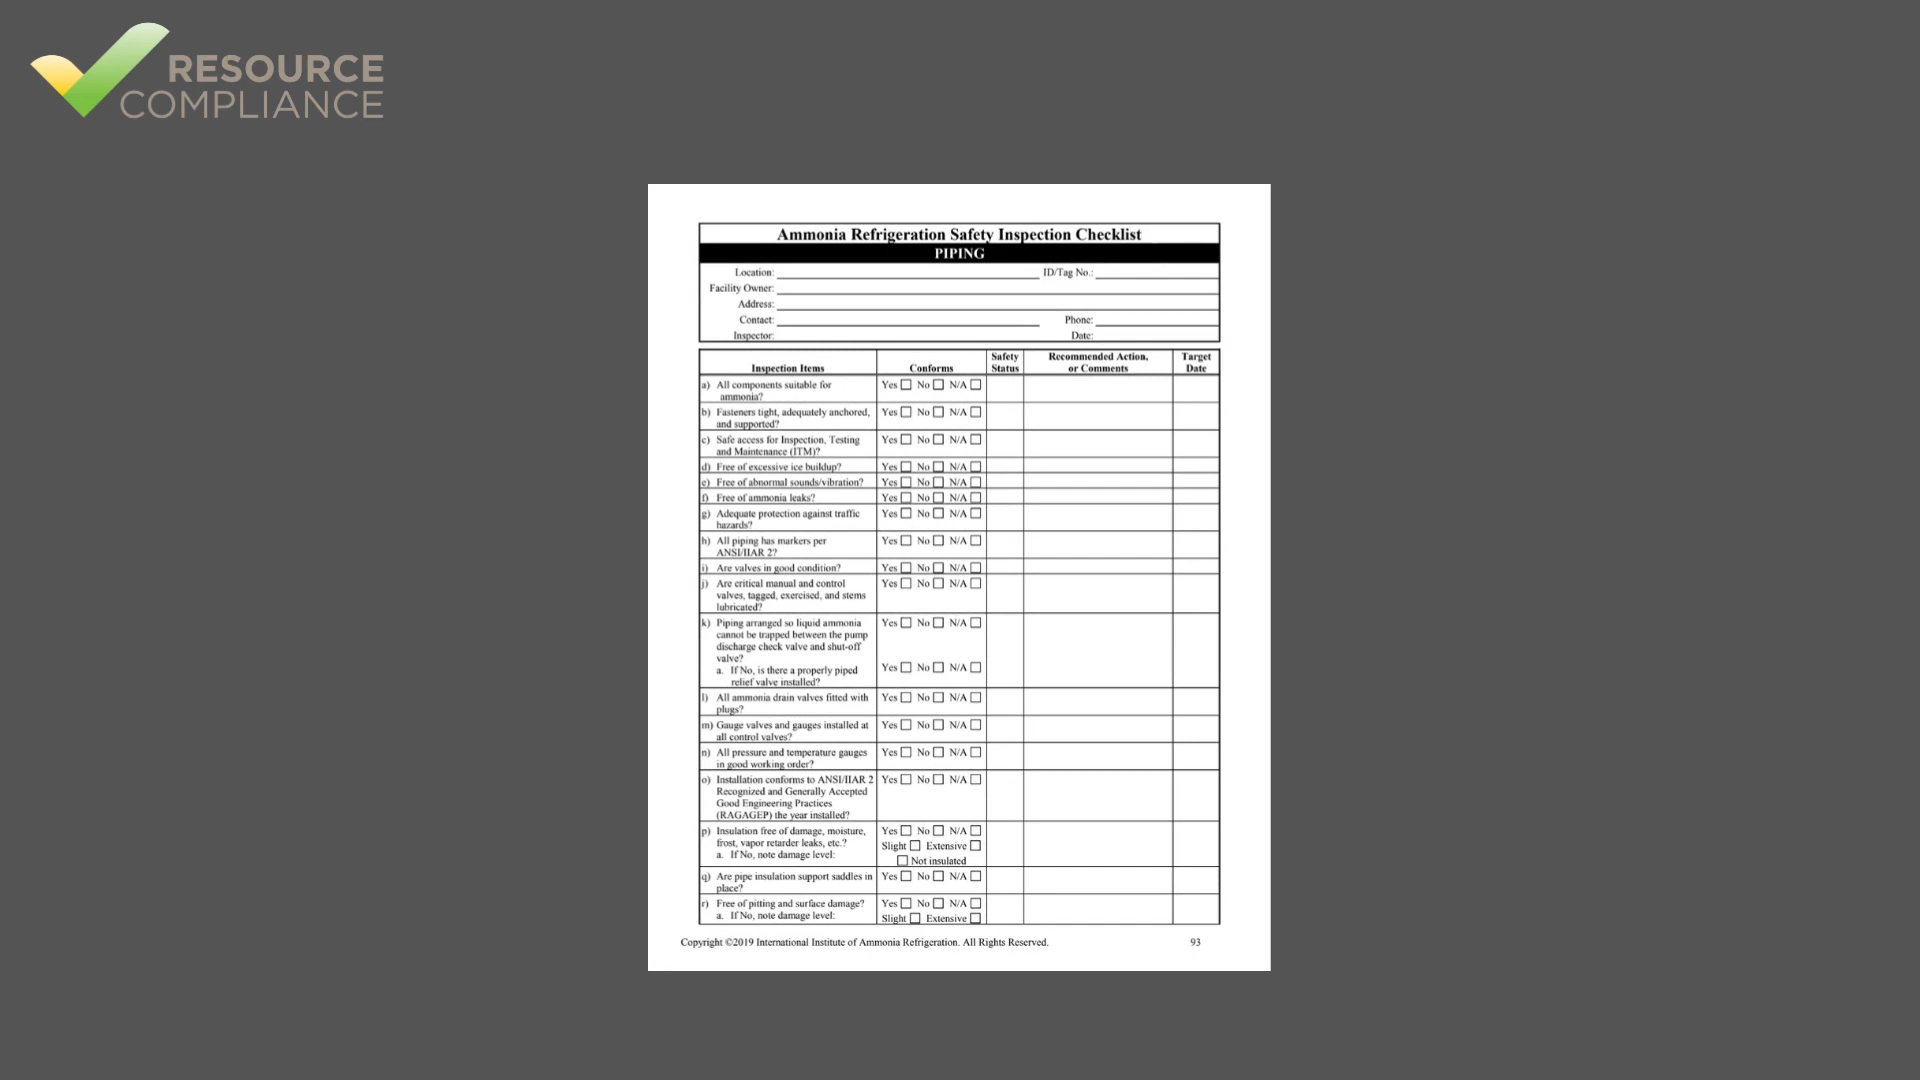 RESOURCE
COMPLIANCE
Ammonia Refrigeration Safety Inspection Checklist
PIPING
Location: ID/Tag No.:
Facility Owner:
Address:
Contact: Phone:
Inspector: Date:
Inspection Items Conforms Safety Status Recommended Action, or Comments Target Date
a) All components suitable for Yes No N/A
ammonia?
b) Fasteners tight, adequately anchored, Yes No N/A
and supported?
c) Safe access for Inspection, Testing Yes No N/A
and Maintenance (ITM)?
d) Free of excessive ice buildup? Yes No N/A
e) Free of abnormal sounds/vibration? Yes No N/A
f) Free of ammonia leaks? Yes No N/A
g) Adequate protection against traffic Yes No N/A
hazards?
h) All piping has markers per Yes No N/A
ANSI/IIAR 2?
i) Are valves in good condition? Yes No N/A
j) Are critical manual and control Yes No N/A
valves, tagged, exercised, and stems
lubricated?
k) Piping arranged so liquid ammonia Yes No N/A
cannot be trapped between the pump
discharge check valve and shut-off
valve?
a. If No, is there a properly piped Yes No N/A
relief valve installed?
l) All ammonia drain valves fitted with Yes No N/A
plugs?
m) Gauge valves and gauges installed at Yes No N/A
all control valves?
n) All pressure and temperature gauges Yes No N/A
in good working order?
o) Installation conforms to ANSI/IIAR 2 Yes No N/A
Recognized and Generally Accepted
Good Engineering Practices
(RAGAGEP) the year installed?
p) Insulation free of damage, moisture, Yes No N/A
frost, vapor retarder leaks, etc.? Slight Extensive
a. If No, note damage level: Not insulated
q) Are pipe insulation support saddles in Yes No N/A
place?
r) Free of pitting and surface damage? Yes No N/A
a. If No, note damage level: Slight Extensive
Copyright ©2019 International Institute of Ammonia Refrigeration. All Rights Reserved. 93